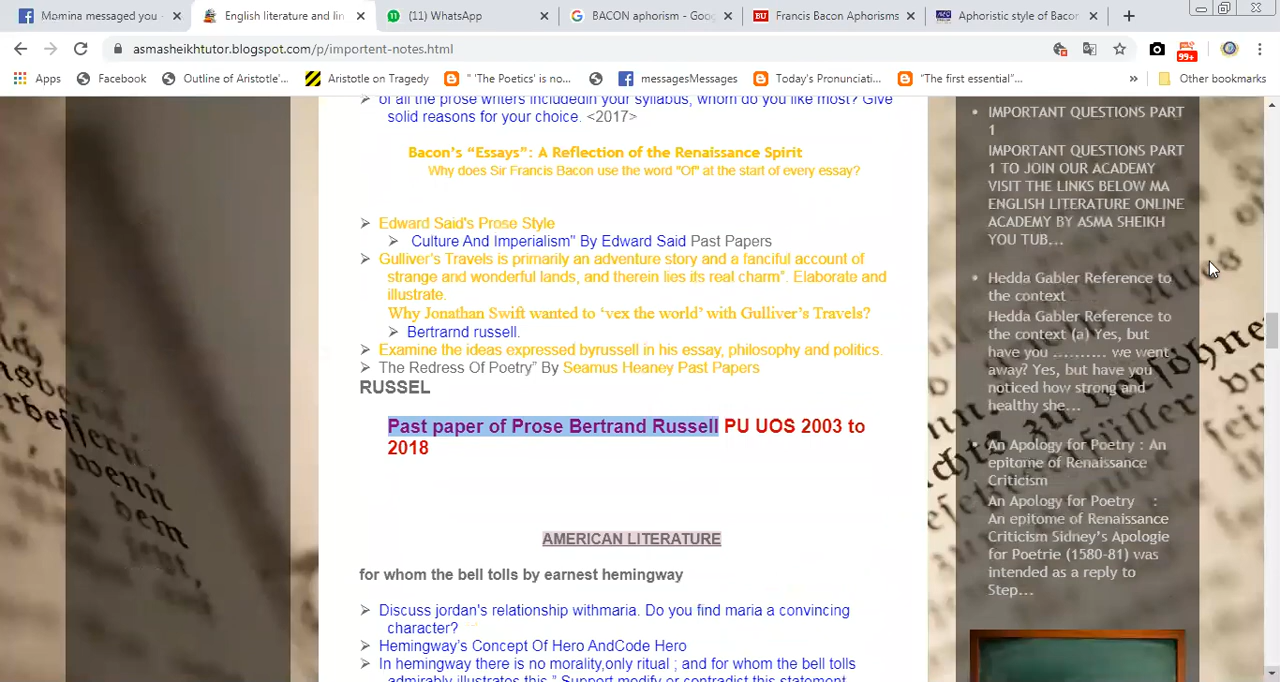 Momina messaged you
English literature and lin
(11) WhatsApp
BACON aphorism - Goo
Francis Bacon Aphorisms
Aphoristic style of Bacon
asmasheikhtutor.blogspot.com/p/importent-notes.html
99+
Apps
Facebook
Outline of Aristotle'...
Aristotle on Tragedy
" 'The Poetics' is no...
messagesMessages
Today's Pronunciati...
"The first essential"...
Other bookmarks
of all the prose writers includedin your syllabus, whom do you like most? Give
solid reasons for your choice. <2017>
Bacon's “Essays”: A Reflection of the Renaissance Spirit
Why does Sir Francis Bacon use the word "Of" at the start of every essay?
Edward Said's Prose Style
Culture And Imperialism” By Edward Said Past Papers
Gulliver's Travels is primarily an adventure story and a fanciful account of
strange and wonderful lands, and therein lies its real charm”. Elaborate and
illustrate.
Why Jonathan Swift wanted to ‘vex the world’ with Gulliver’s Travels?
Bertrarnd russell.
Examine the ideas expressed byrussell in his essay, philosophy and politics.
The Redress Of Poetry” By Seamus Heaney Past Papers
RUSSEL
Past paper of Prose Bertrand Russell PU UOS 2003 to
2018
AMERICAN LITERATURE
for whom the bell tolls by earnest hemingway
Discuss jordan's relationship withmaria. Do you find maria a convincing
character?
Hemingway's Concept Of Hero AndCode Hero
In hemingway there is no morality,only ritual ; and for whom the bell tolls
admirably illustrates this.” Support modify or contradict this statement
IMPORTANT QUESTIONS PART
1
IMPORTANT QUESTIONS PART
1 TO JOIN OUR ACADEMY
VISIT THE LINKS BELOW MA
ENGLISH LITERATURE ONLINE
ACADEMY BY ASMA SHEIKH
YOU TUB...
Hedda Gabler Reference to
the context
Hedda Gabler Reference to
the context (a) Yes, but
have you .......... we went
away? Yes, but have you
noticed how strong and
healthy she...
An Apology for Poetry : An
epitome of Renaissance
Criticism
An Apology for Poetry :
An epitome of Renaissance
Criticism Sidney's Apologie
for Poetrie (1580-81) was
intended as a reply to
Step...